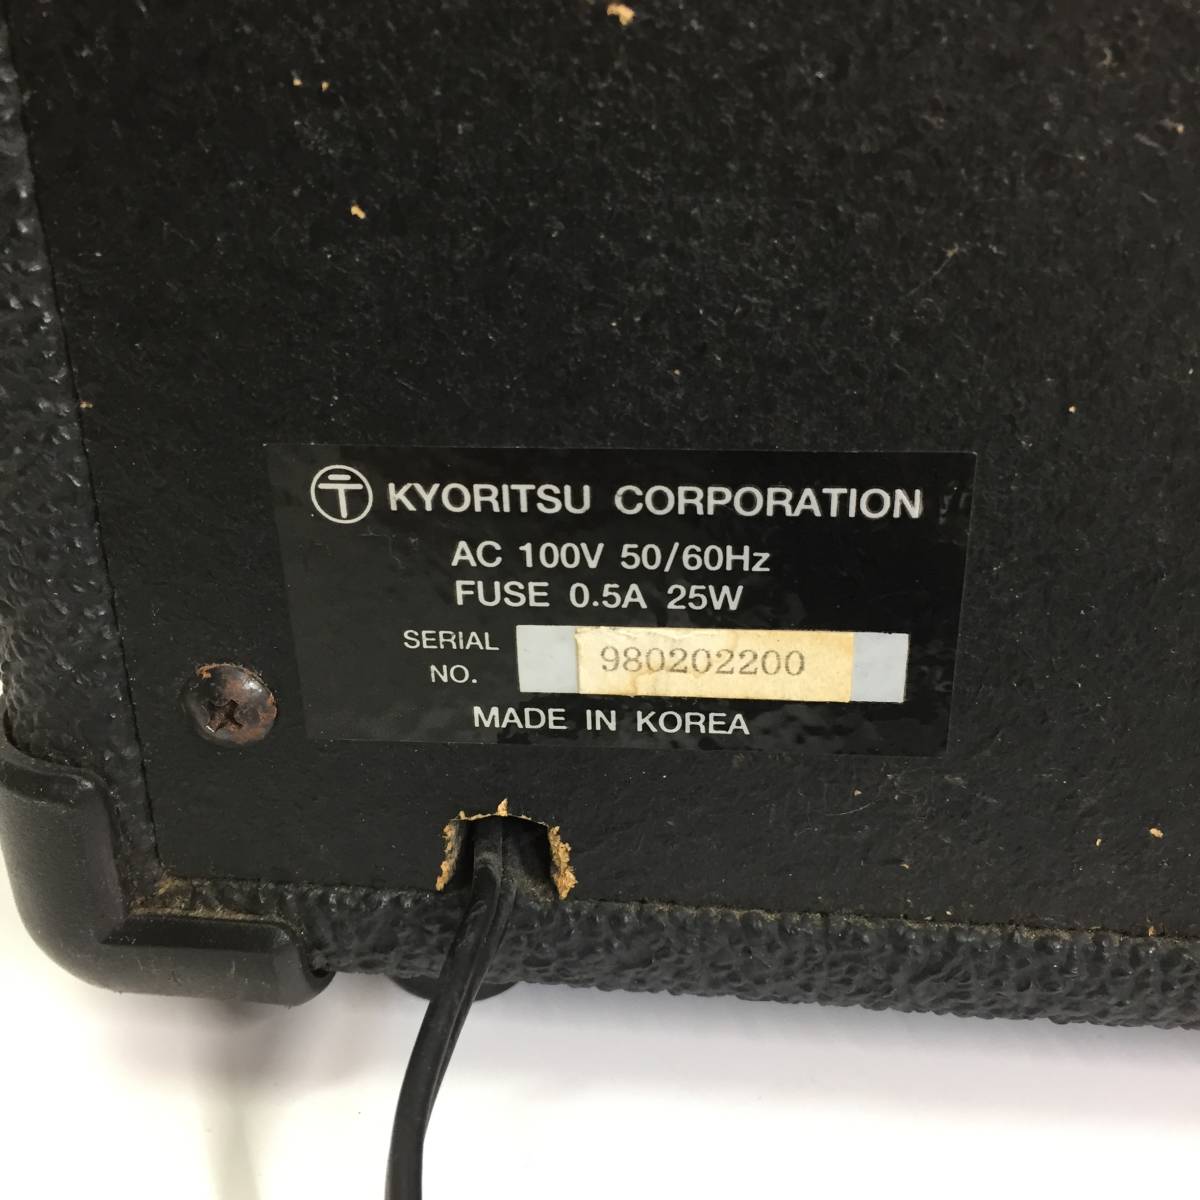 KYORITSU CORPORATION
AC 100V 50/60Hz
FUSE 0.5A 25W
SERIAL NO. 980202200
MADE IN KOREA